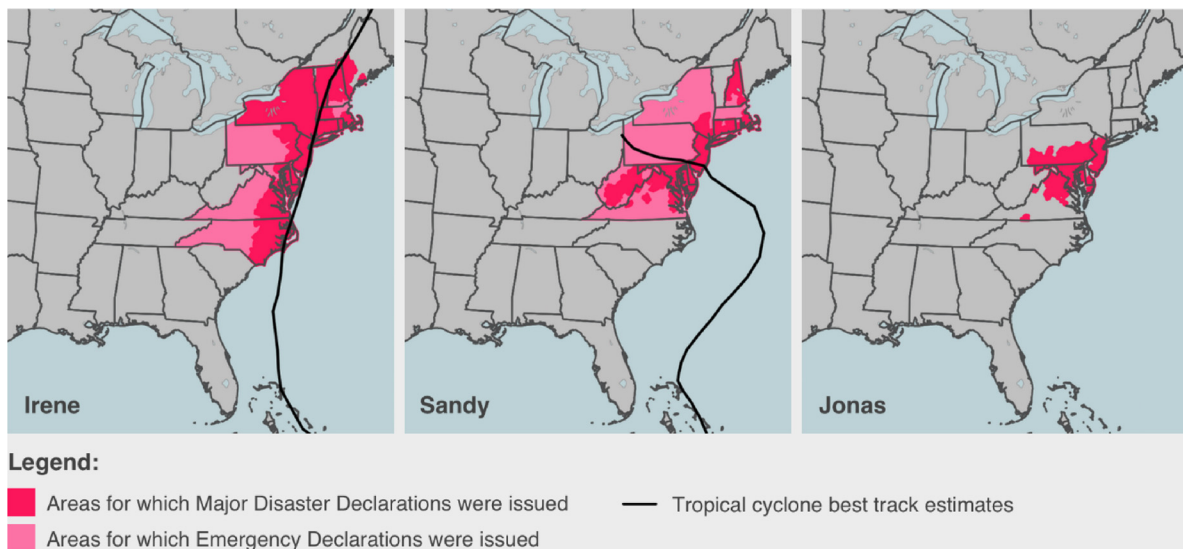 Irene
Sandy
Jonas
Legend:
Areas for which Major Disaster Declarations were issued
Tropical cyclone best track estimates
Areas for which Emergency Declarations were issued